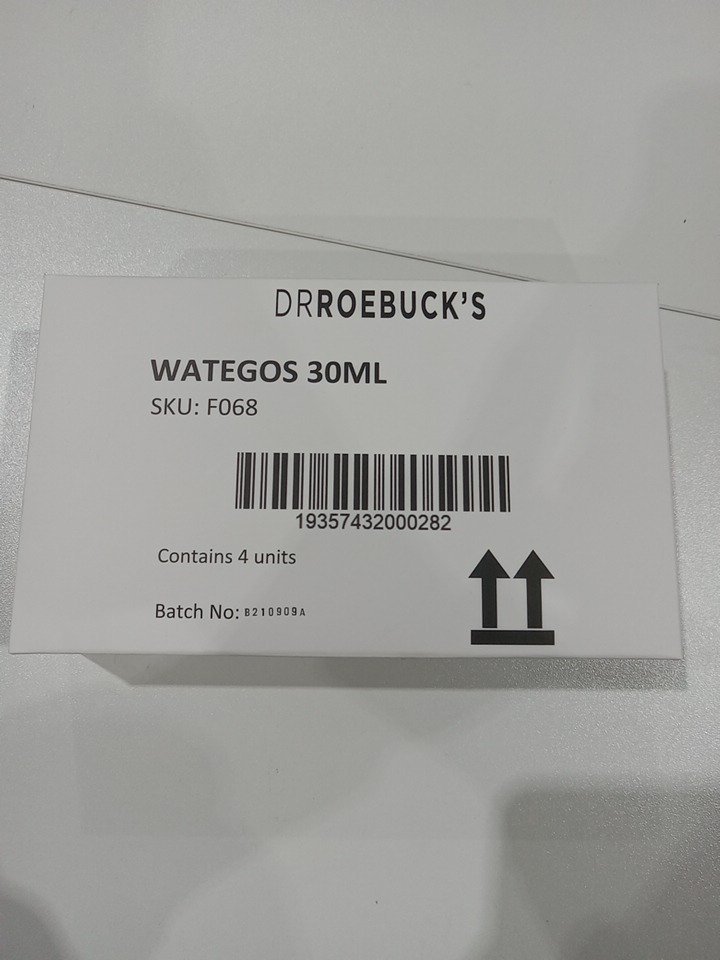 DRROEBUCK'S
WATEGOS 30ML
SKU: F068
19357432000282
Contains 4 units
Batch No: B210909A